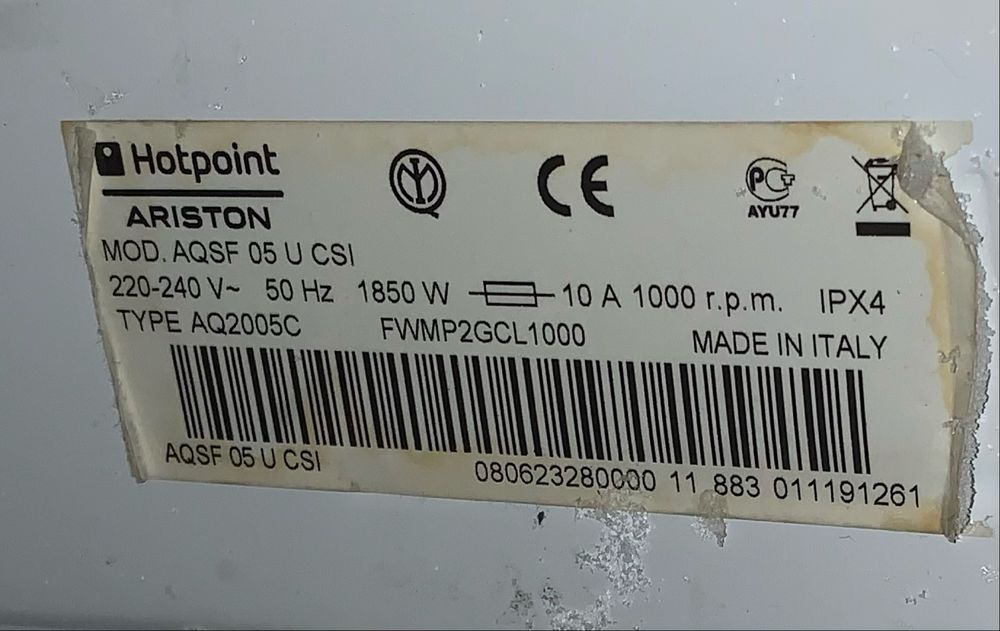 Hotpoint
ARISTON
IMQ
CE
PCT
AYU77
MOD. AQSF 05 U CSI
220-240 V~ 50 Hz 1850 W 10 A 1000 r.p.m. IPX4
TYPE AQ2005C FWMP2GCL1000 MADE IN ITALY
AQSF 05 U CSI 080623280000 11 883 011191261